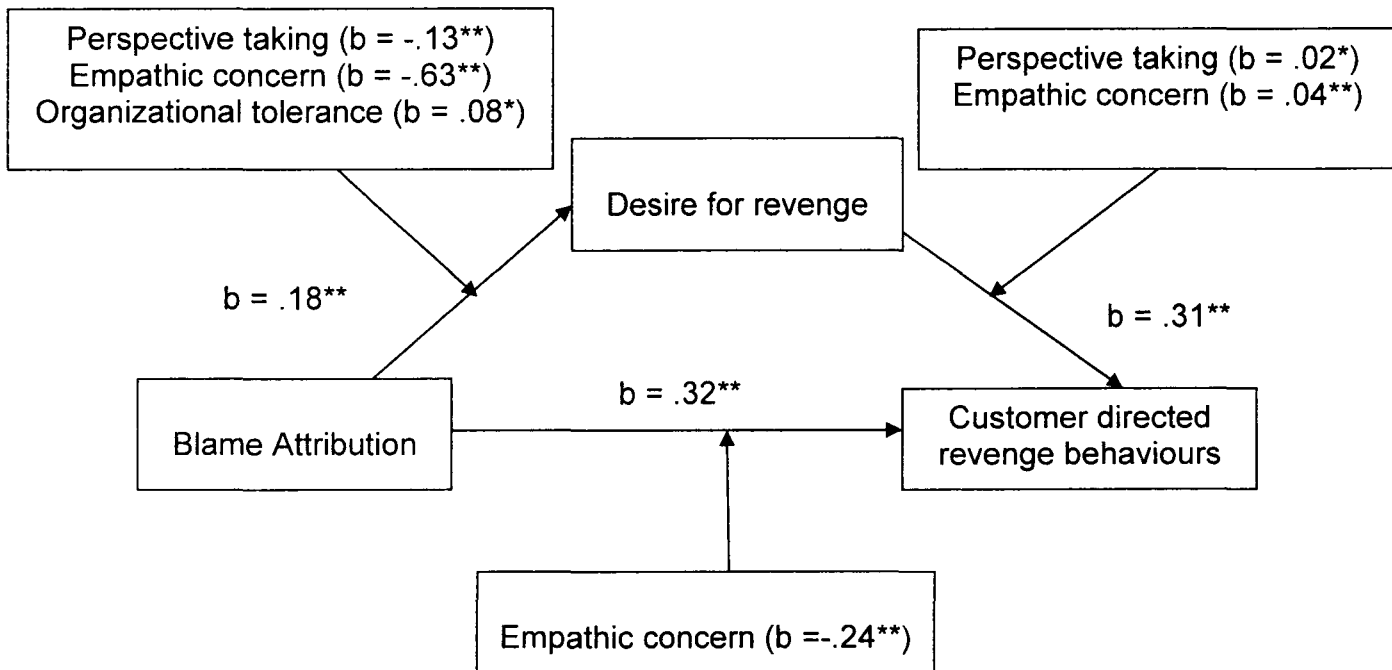 Perspective taking (b = -.13**)
Empathic concern (b = -.63**)
Organizational tolerance (b = .08*)
Perspective taking (b = .02*)
Empathic concern (b = .04**)
Desire for revenge
b = .18**
b = .31**
b = .32**
Blame Attribution
Customer directed
revenge behaviours
Empathic concern (b =-.24**)